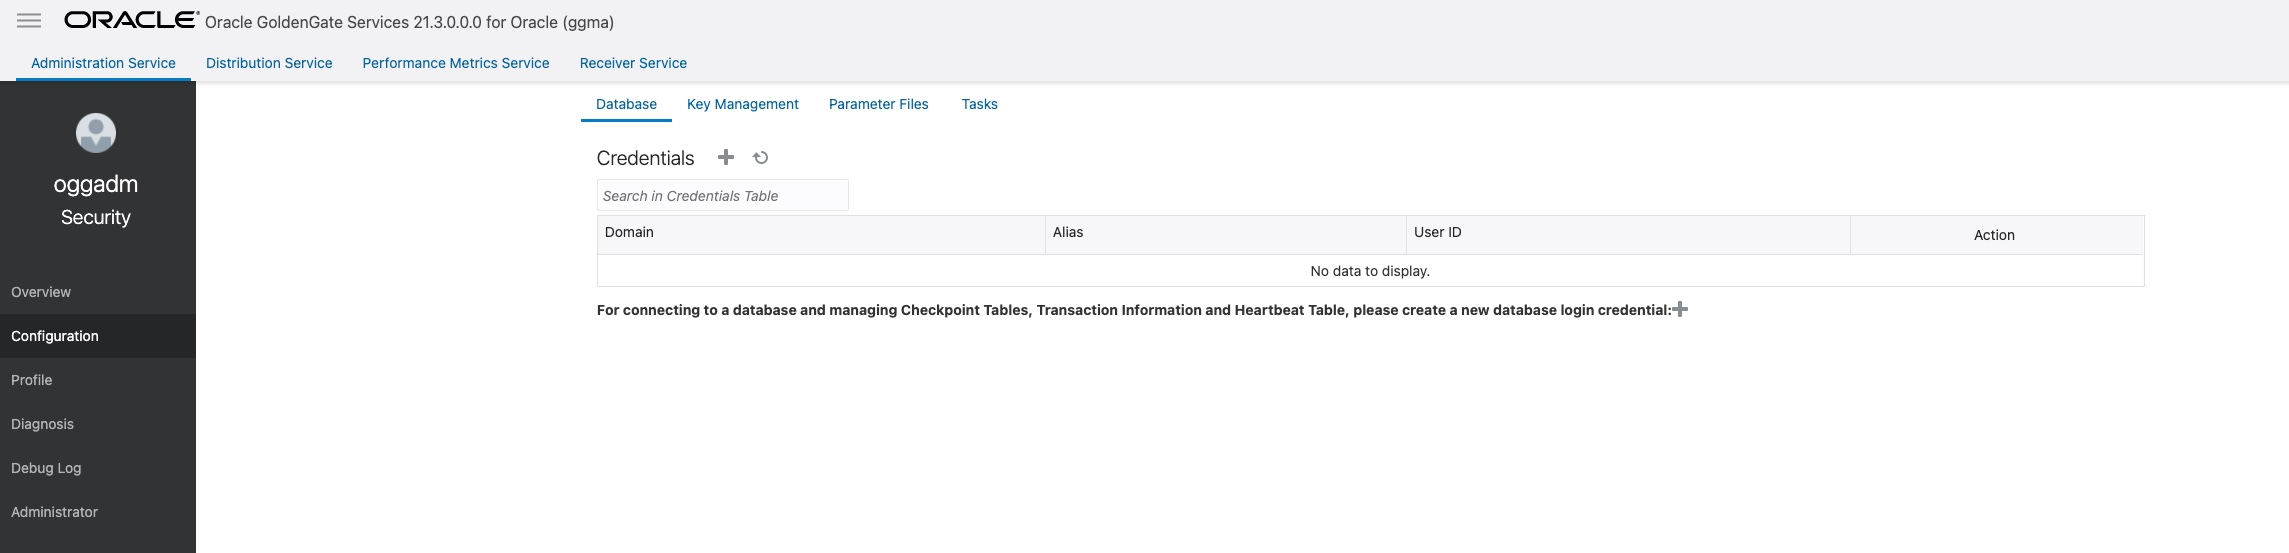 ORACLE Oracle GoldenGate Services 21.3.0.0.0 for Oracle (ggma)
Administration Service Distribution Service Performance Metrics Service Receiver Service
oggadm
Security
Overview
Configuration
Profile
Diagnosis
Debug Log
Administrator
Database Key Management Parameter Files Tasks
Credentials
Search in Credentials Table
Domain Alias User ID Action
No data to display.
For connecting to a database and managing Checkpoint Tables, Transaction Information and Heartbeat Table, please create a new database login credential: